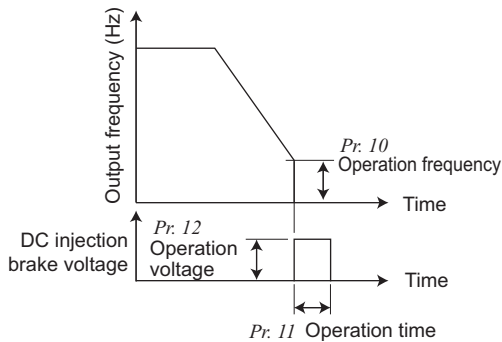 Output frequency (Hz)
Pr. 10
Operation frequency
Time
DC injection
brake voltage
Pr. 12
Operation
voltage
Time
Pr. 11 Operation time